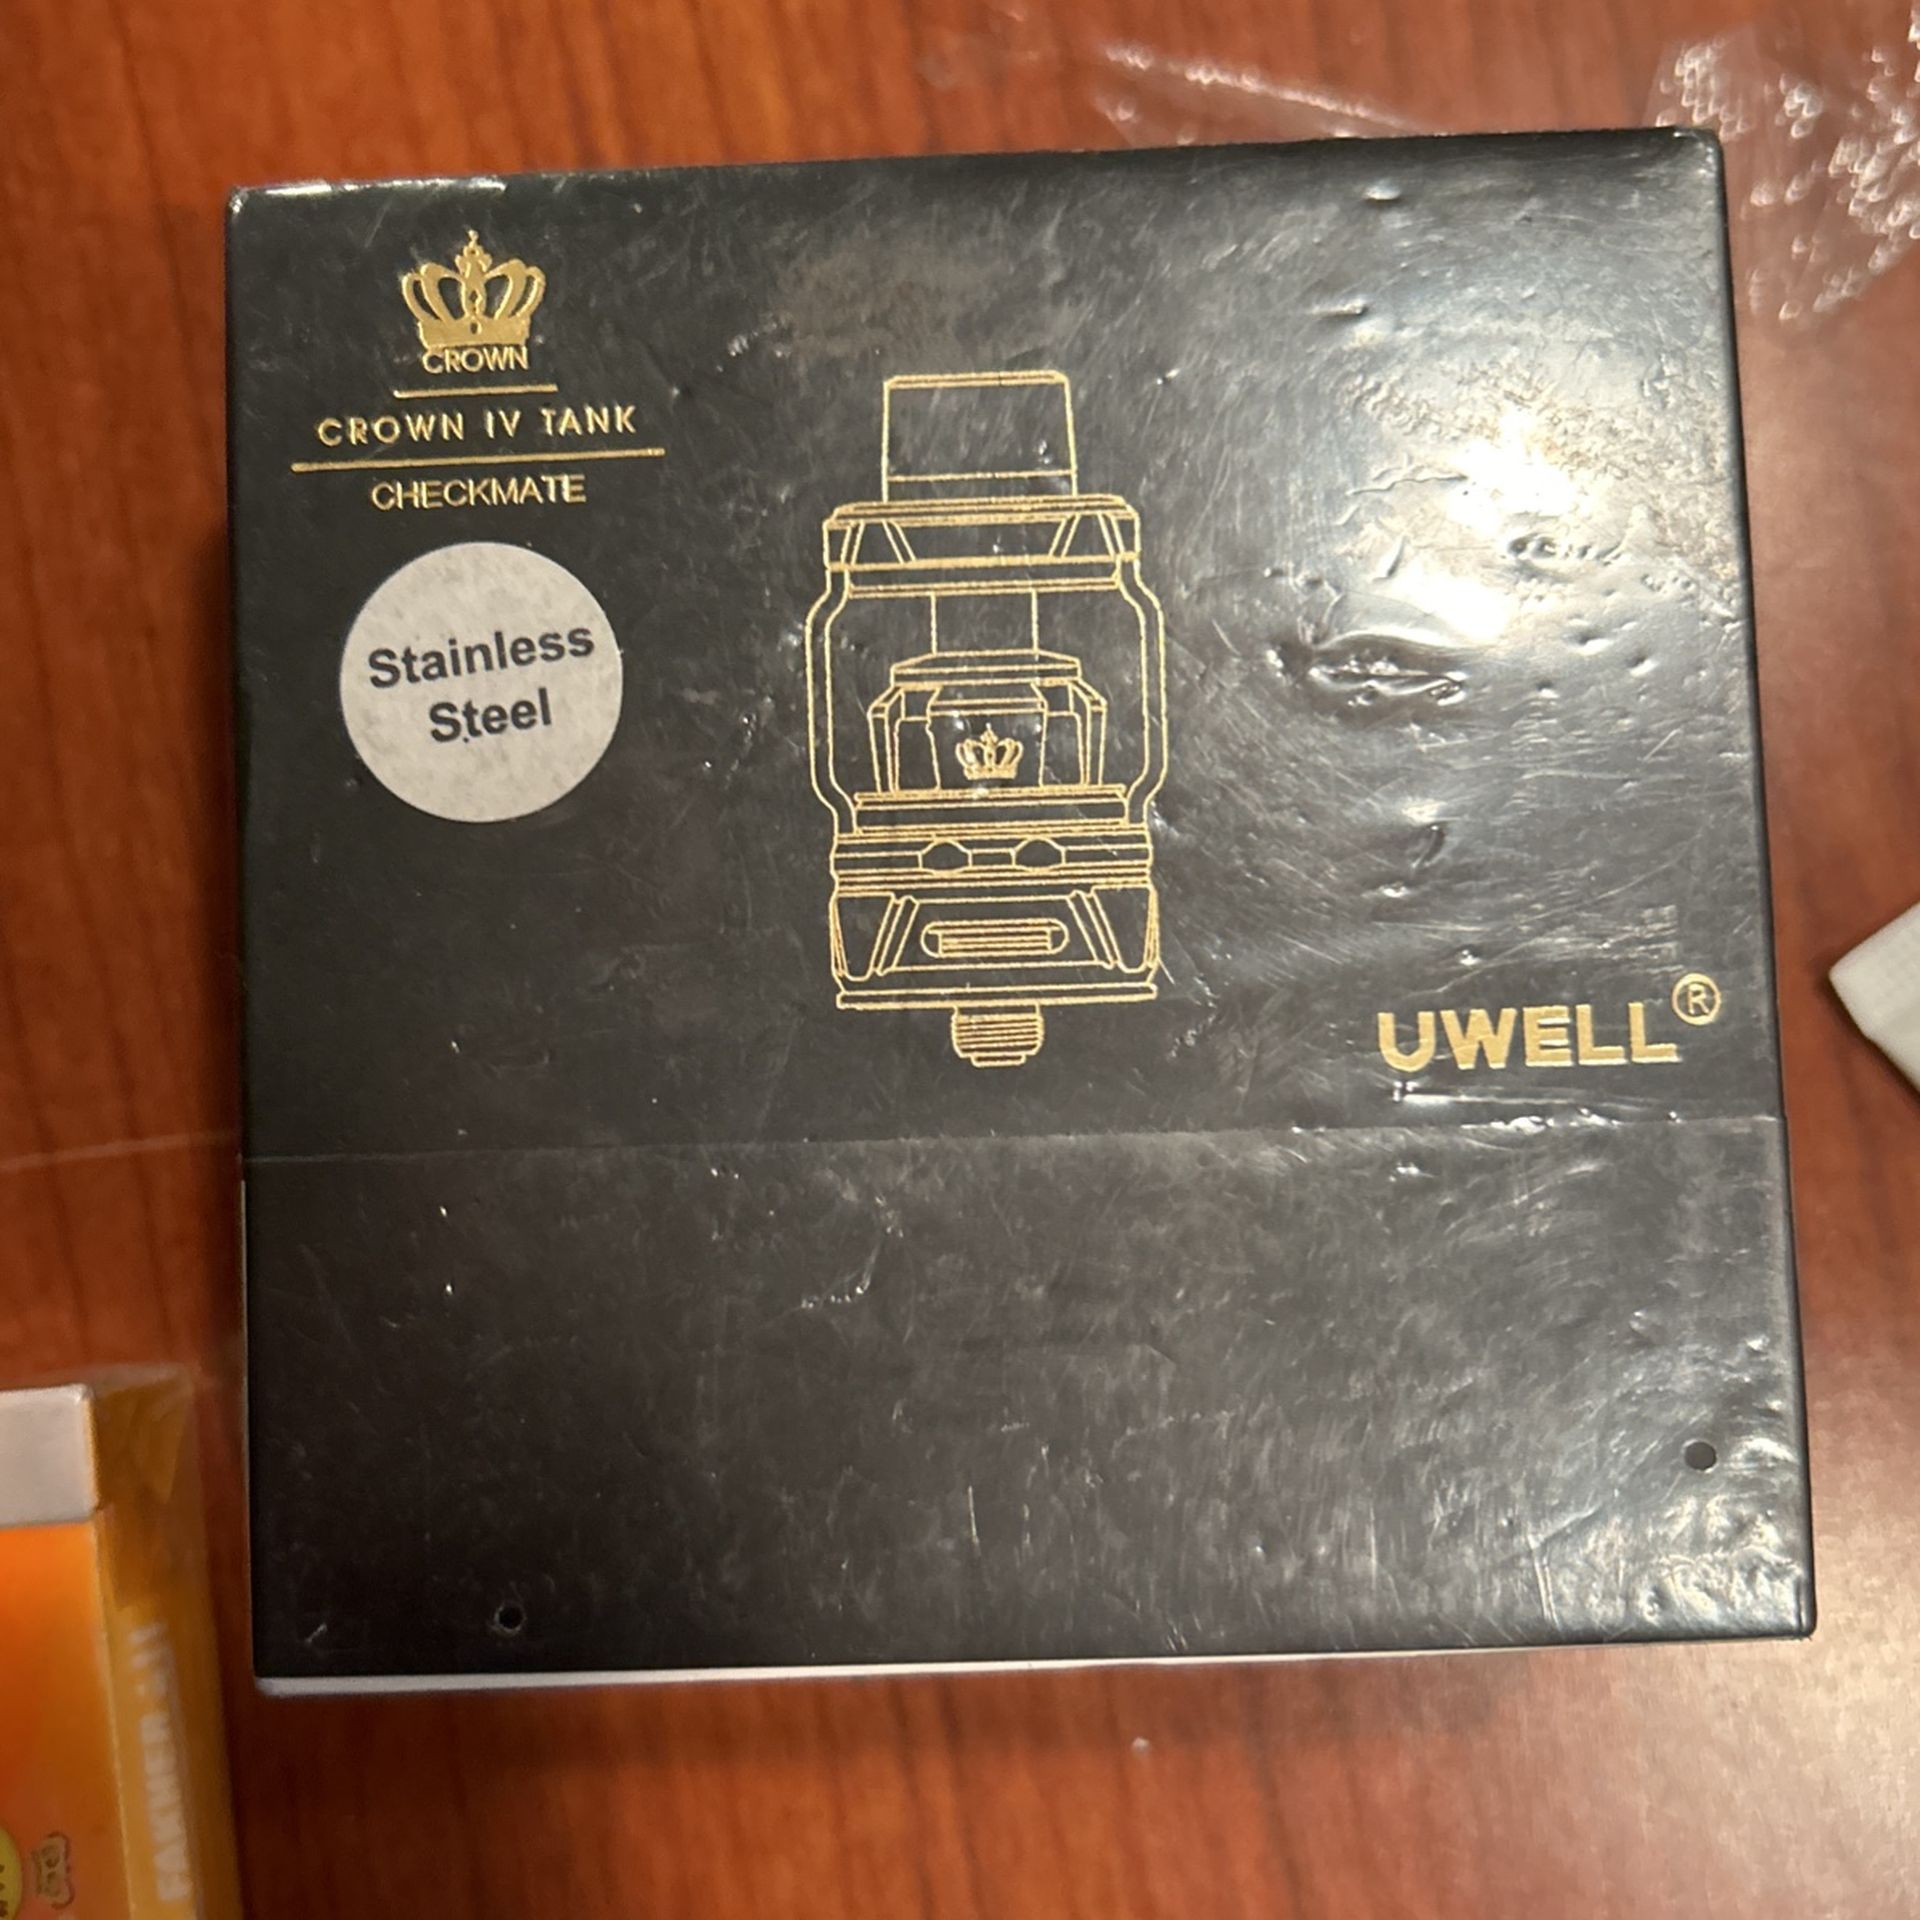 CROWN
CROWN IV TANK
CHECKMATE
Stainless
Steel
UWELL®